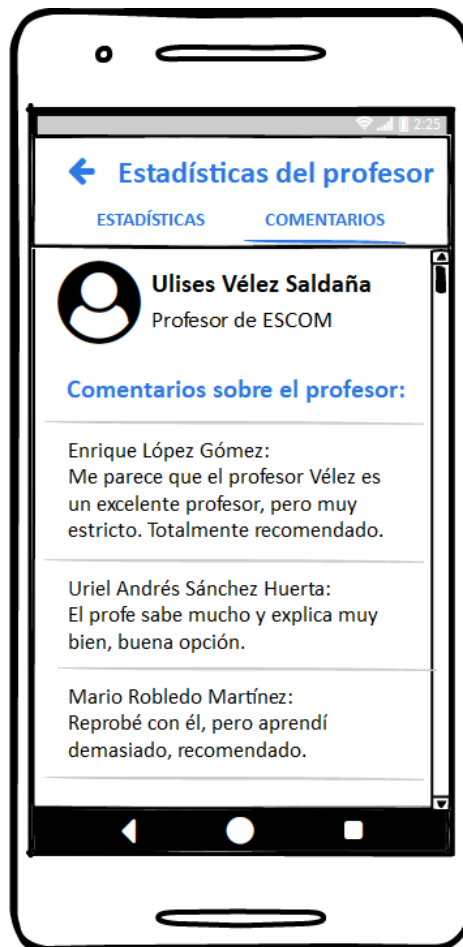 2:25
Estadísticas del profesor
ESTADÍSTICAS COMENTARIOS
Ulises Vélez Saldaña
Profesor de ESCOM
Comentarios sobre el profesor:
Enrique López Gómez:
Me parece que el profesor Vélez es
un excelente profesor, pero muy
estricto. Totalmente recomendado.
Uriel Andrés Sánchez Huerta:
El profe sabe mucho y explica muy
bien, buena opción.
Mario Robledo Martínez:
Reprobé con él, pero aprendí
demasiado, recomendado.